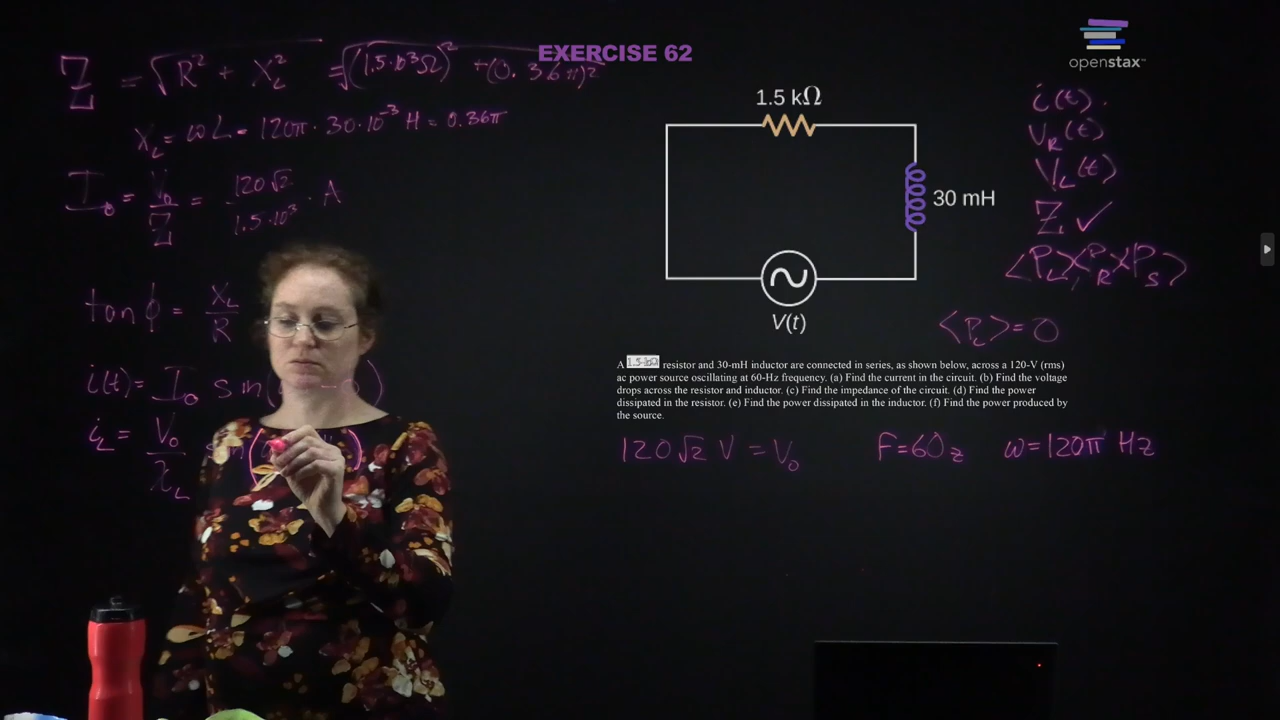 EXERCISE 62
openstax™
Z = √R² + X_L² = √(1.5·10³Ω)² + (0.36π)²
X_L = ωL = 120π · 30·10⁻³ H = 0.36π
I₀ = V₀/Z = 120√2/1.5·10³ · A
tan ϕ = X_L/R
i(t) = I₀ sin(
i_L = V₀/X_L
1.5 kΩ
30 mH
V(t)
i(t).
V_R(t)
V_L(t)
Z ✓
⟨P_L⟩⟨P_R⟩⟨P_S⟩
⟨P_L⟩=0
A 1.5-kΩ resistor and 30-mH inductor are connected in series, as shown below, across a 120-V (rms)
ac power source oscillating at 60-Hz frequency. (a) Find the current in the circuit. (b) Find the voltage
drops across the resistor and inductor. (c) Find the impedance of the circuit. (d) Find the power
dissipated in the resistor. (e) Find the power dissipated in the inductor. (f) Find the power produced by
the source.
120√2 V = V₀ F=60z ω=120π Hz